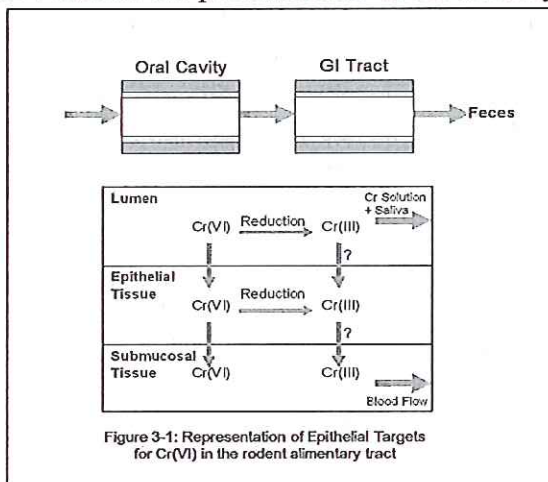 Oral Cavity
GI Tract
Feces
Lumen
Cr Solution
+ Saliva
Cr(VI)
Reduction
Cr(III)
?
Epithelial
Tissue
Cr(VI)
Reduction
Cr(III)
?
Submucosal
Tissue
Cr(VI)
Cr(III)
Blood Flow
Figure 3-1: Representation of Epithelial Targets
for Cr(VI) in the rodent alimentary tract